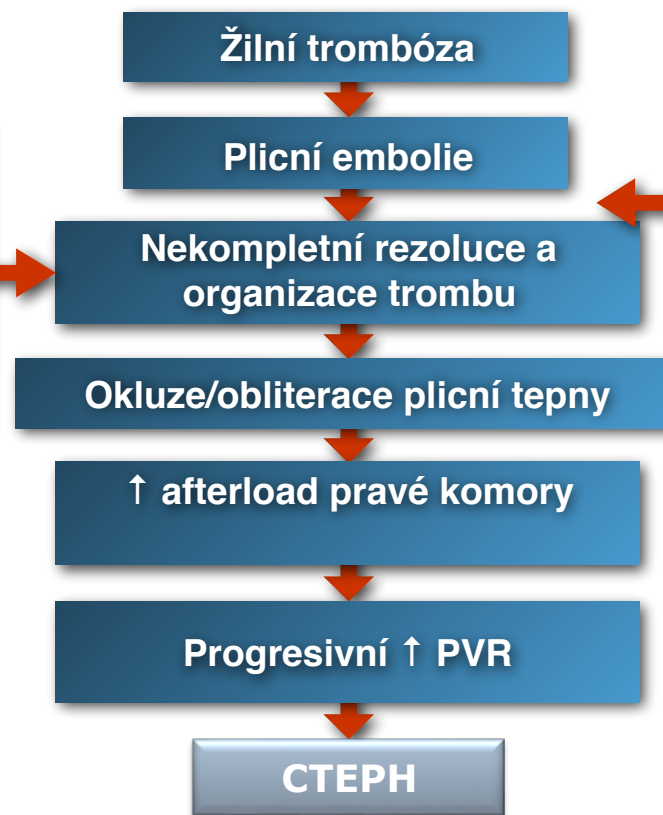 Žilní trombóza
Plicní embolie
Nekompletní rezoluce a
organizace trombu
Okluze/obliterace plicní tepny
↑ afterload pravé komory
Progresivní ↑ PVR
CTEPH